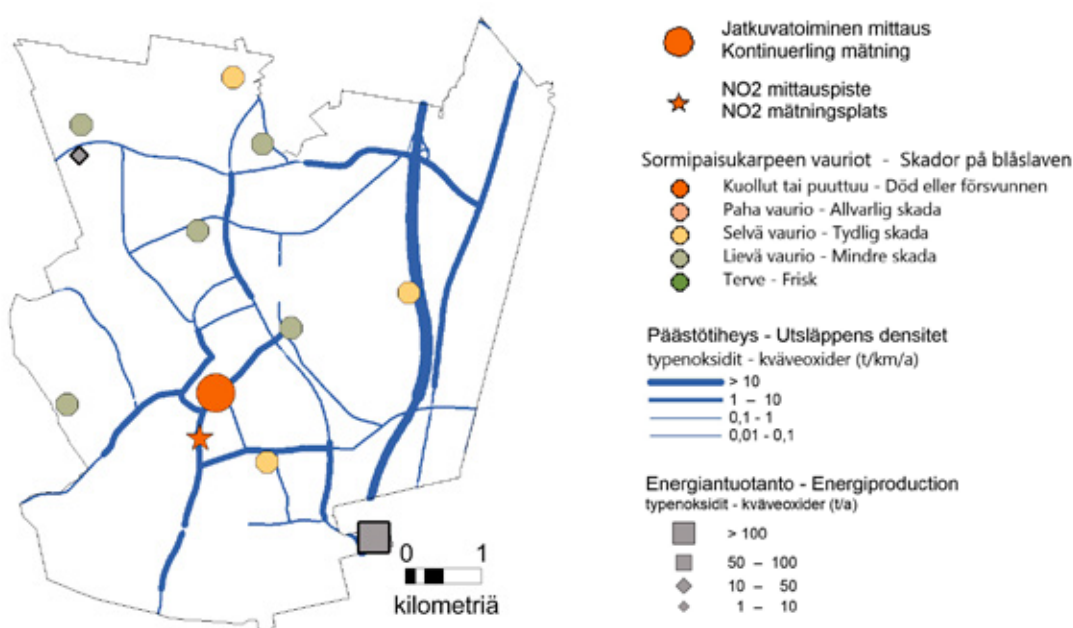 Jatkuvatoiminen mittaus
Kontinuerling mätning
NO2 mittauspiste
NO2 mätningsplats
Sormipaisukarpeen vauriot - Skador på blåslaven
Kuollut tai puuttuu - Död eller försvunnen
Paha vaurio - Allvarlig skada
Selvä vaurio - Tydlig skada
Lievä vaurio - Mindre skada
Terve - Frisk
Päästötiheys - Utsläppens densitet
typenoksidit - kväveoxider (t/km/a)
> 10
1 – 10
0,1 - 1
0,01 - 0,1
Energiantuotanto - Energiproduction
typenoksidit - kväveoxider (t/a)
> 100
50 – 100
10 – 50
1 – 10
0 1
kilometriä